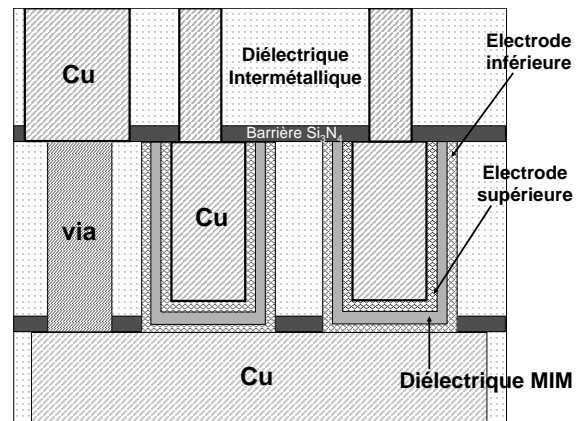 Cu
Diélectrique
Intermétallique
Electrode
inférieure
Barrière Si3N4
Electrode
supérieure
via
Cu
Diélectrique MIM
Cu